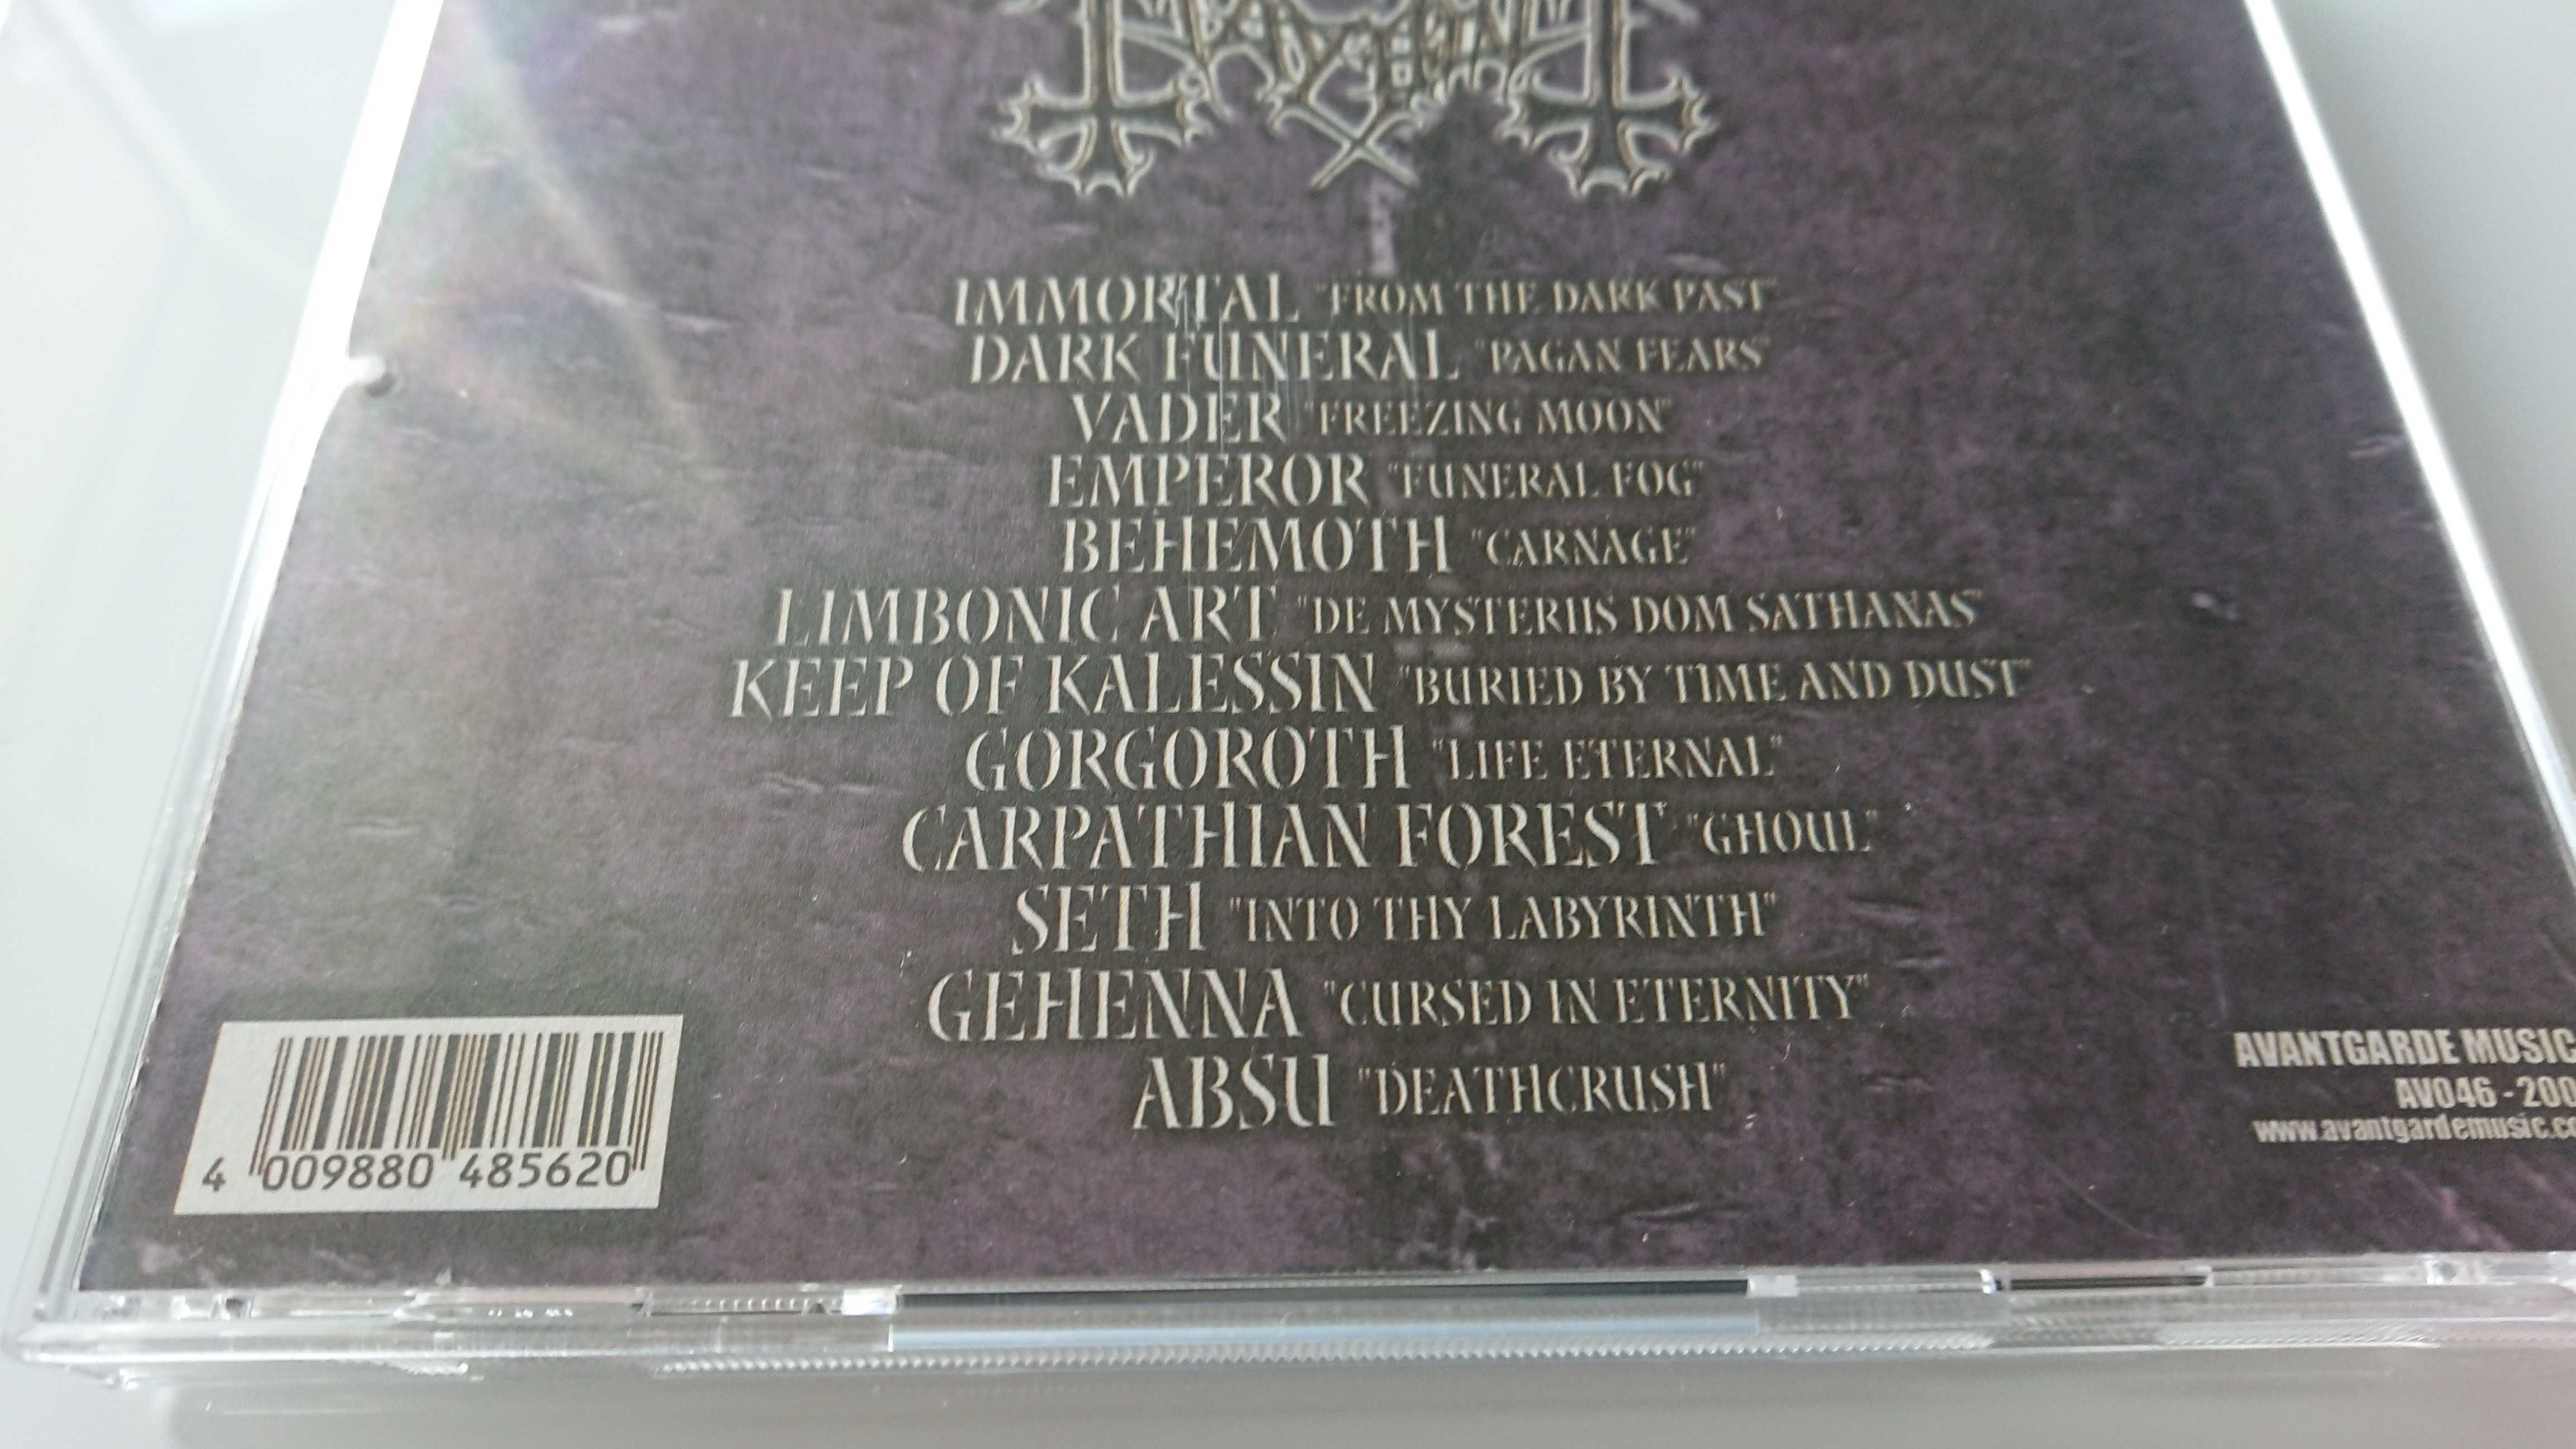 IMMORTAL "FROM THE DARK PAST"
DARK FUNERAL "PAGAN FEARS"
VADER "FREEZING MOON"
EMPEROR "FUNERAL FOG"
BEHEMOTH "CARNAGE"
LIMBONIC ART "DE MYSTERIIS DOM SATHANAS"
KEEP OF KALESSIN "BURIED BY TIME AND DUST"
GORGOROTH "LIFE ETERNAL"
CARPATHIAN FOREST "GHOUL"
SETH "INTO THY LABYRINTH"
GEHENNA "CURSED IN ETERNITY"
ABSU "DEATHCRUSH"
4 009880 485620
AVANTGARDE MUSIC
AV046 - 200
www.avantgardemusic.co